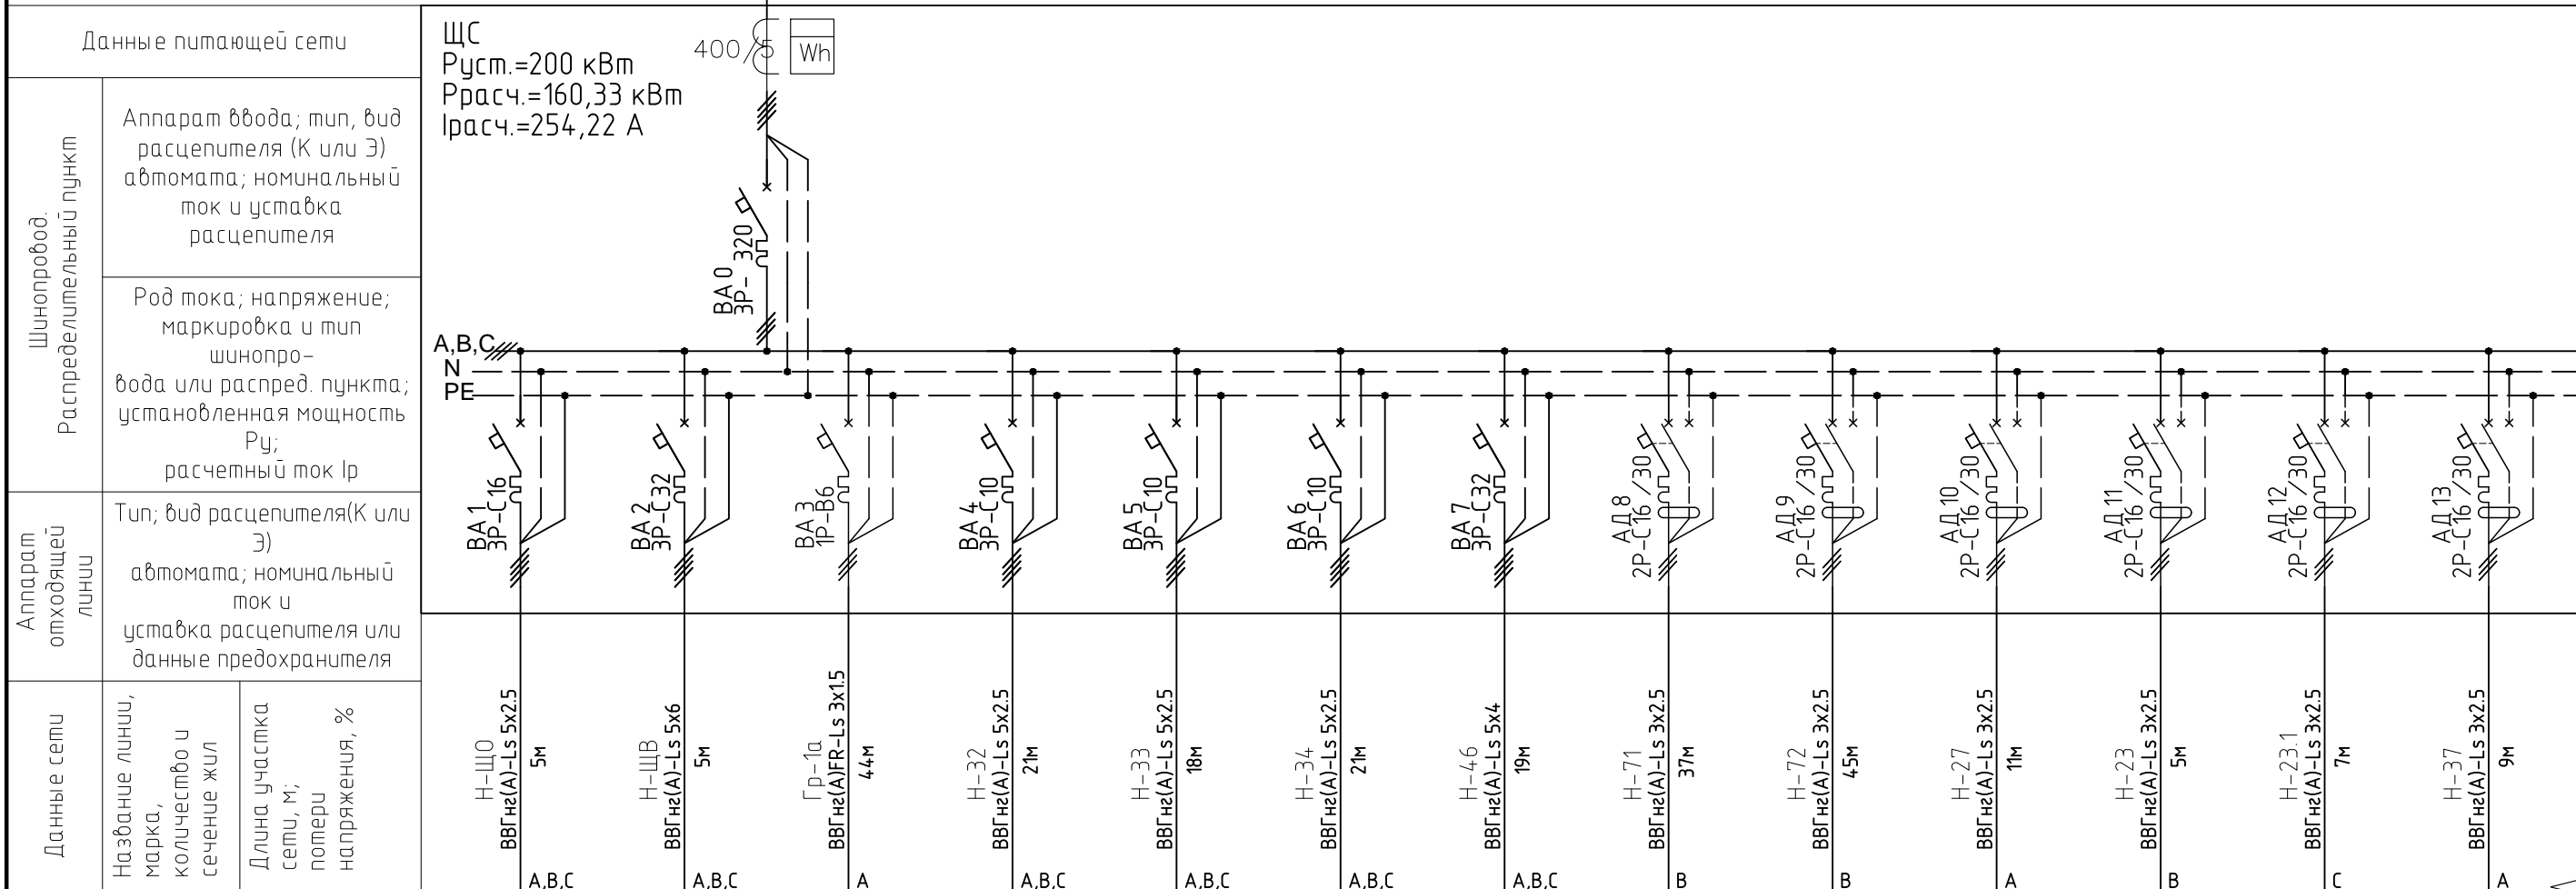 Данные питающей сети
Шинопровод.
Распределительный пункт
Аппарат ввода; тип, вид
расцепителя (К или Э)
автомата; номинальный
ток и уставка
расцепителя
Род тока; напряжение;
маркировка и тип
шинопро-
вода или распред. пункта;
установленная мощность
Ру;
расчетный ток Iр
Аппарат
отходящей
линии
Тип; вид расцепителя(К или
Э)
автомата; номинальный
ток и
уставка расцепителя или
данные предохранителя
Данные сети
Название линии,
марка,
количество и
сечение жил
Длина участка
сети, м;
потери
напряжения, %
ЩС
Руст.=200 кВт
Ррасч.=160,33 кВт
Iрасч.=254,22 А
400/5
Wh
ВА 0
3Р- 320
A,B,C
N
PE
ВА 1
3Р-С16
ВА 2
3Р-С32
ВА 3
1Р-В6
ВА 4
3Р-С10
ВА 5
3Р-С10
ВА 6
3Р-С10
ВА 7
3Р-С32
АД 8
2Р-С16 /30
АД 9
2Р-С16 /30
АД 10
2Р-С16 /30
АД 11
2Р-С16 /30
АД 12
2Р-С16 /30
АД 13
2Р-С16 /30
Н-ЩО
ВВГнг(А)-Ls 5х2.5
5м
Н-ЩВ
ВВГнг(А)-Ls 5х6
5м
Гр-1а
ВВГнг(А)FR-Ls 3х1.5
44м
Н-32
ВВГнг(А)-Ls 5х2.5
21м
Н-33
ВВГнг(А)-Ls 5х2.5
18м
Н-34
ВВГнг(А)-Ls 5х2.5
21м
Н-46
ВВГнг(А)-Ls 5х4
19м
Н-71
ВВГнг(А)-Ls 3х2.5
37м
Н-72
ВВГнг(А)-Ls 3х2.5
45м
Н-27
ВВГнг(А)-Ls 3х2.5
11м
Н-23
ВВГнг(А)-Ls 3х2.5
5м
Н-23.1
ВВГнг(А)-Ls 3х2.5
7м
Н-37
ВВГнг(А)-Ls 3х2.5
9м
A,B,C
A,B,C
A
A,B,C
A,B,C
A,B,C
A,B,C
B
B
A
B
C
A